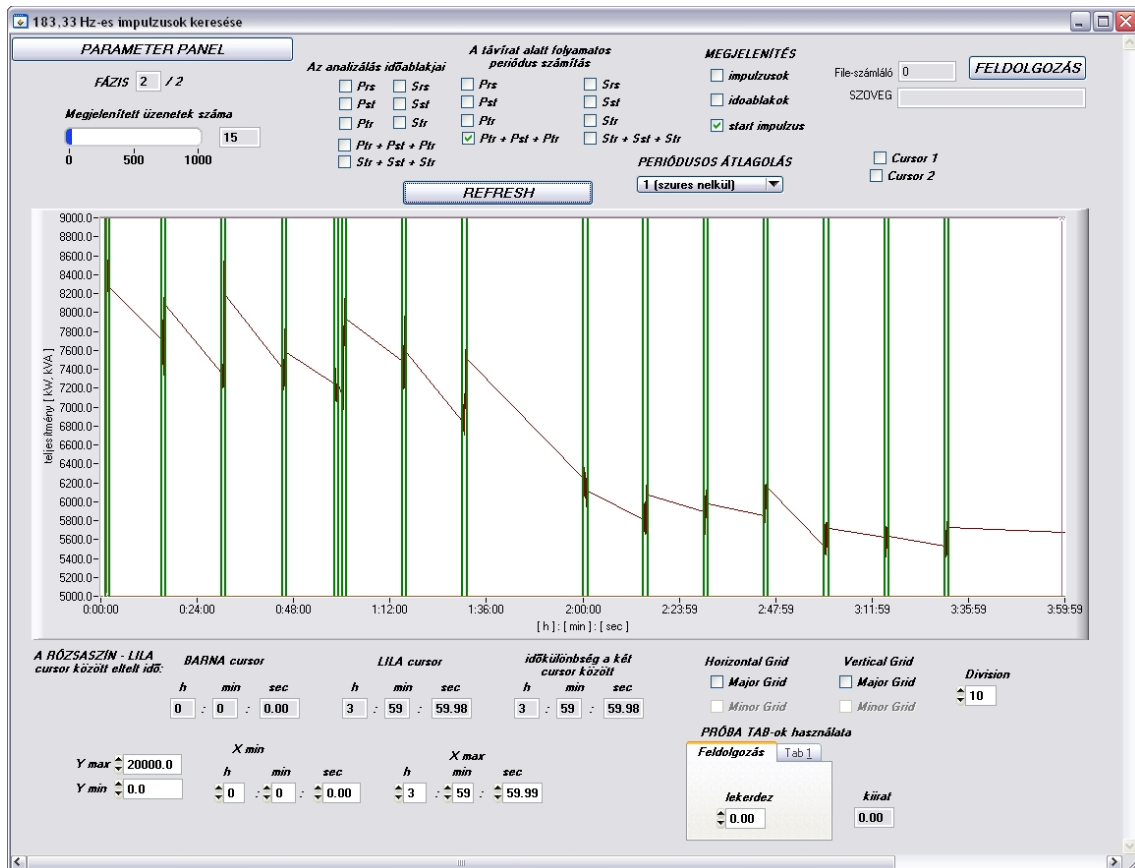 183,33 Hz-es impulzusok keresése
PARAMETER PANEL
FÁZIS 2 / 2
Megjelenített üzenetek száma
15
0 500 1000
Az analizálás időablakjai
Prs Srs
Pst Sst
Ptr Str
Ptr + Pst + Ptr
Str + Sst + Str
A távirat alatt folyamatos
periódus számítás
Prs Srs
Pst Sst
Ptr Str
Ptr + Pst + Ptr Str + Sst + Str
MEGJELENÍTÉS
impulzusok
idoablakok
start impulzus
File-számláló 0
FELDOLGOZÁS
SZÖVEG
PERIÓDUSOS ÁTLAGOLÁS
1 (szures nelkül)
Cursor 1
Cursor 2
REFRESH
teljesítmény [ kW, kVA ]
9000.0
8800.0
8600.0
8400.0
8200.0
8000.0
7800.0
7600.0
7400.0
7200.0
7000.0
6800.0
6600.0
6400.0
6200.0
6000.0
5800.0
5600.0
5400.0
5200.0
5000.0
0:00:00 0:24:00 0:48:00 1:12:00 1:36:00 2:00:00 2:23:59 2:47:59 3:11:59 3:35:59 3:59:59
[ h ] : [ min ] : [ sec ]
A RÓZSASZÍN - LILA
cursor között eltelt idő:
BARNA cursor
h min sec
0 : 0 : 0.00
LILA cursor
h min sec
3 : 59 : 59.98
időkülönbség a két
cursor között
h min sec
3 : 59 : 59.98
Horizontal Grid
Major Grid
Minor Grid
Vertical Grid
Major Grid
Minor Grid
Division
10
Y max 20000.0
Y min 0.0
X min
h min sec
0 : 0 : 0.00
X max
h min sec
3 : 59 : 59.99
PRÓBA TAB-ok használata
Feldolgozás Tab 1
lekerdez
0.00
kiirat
0.00